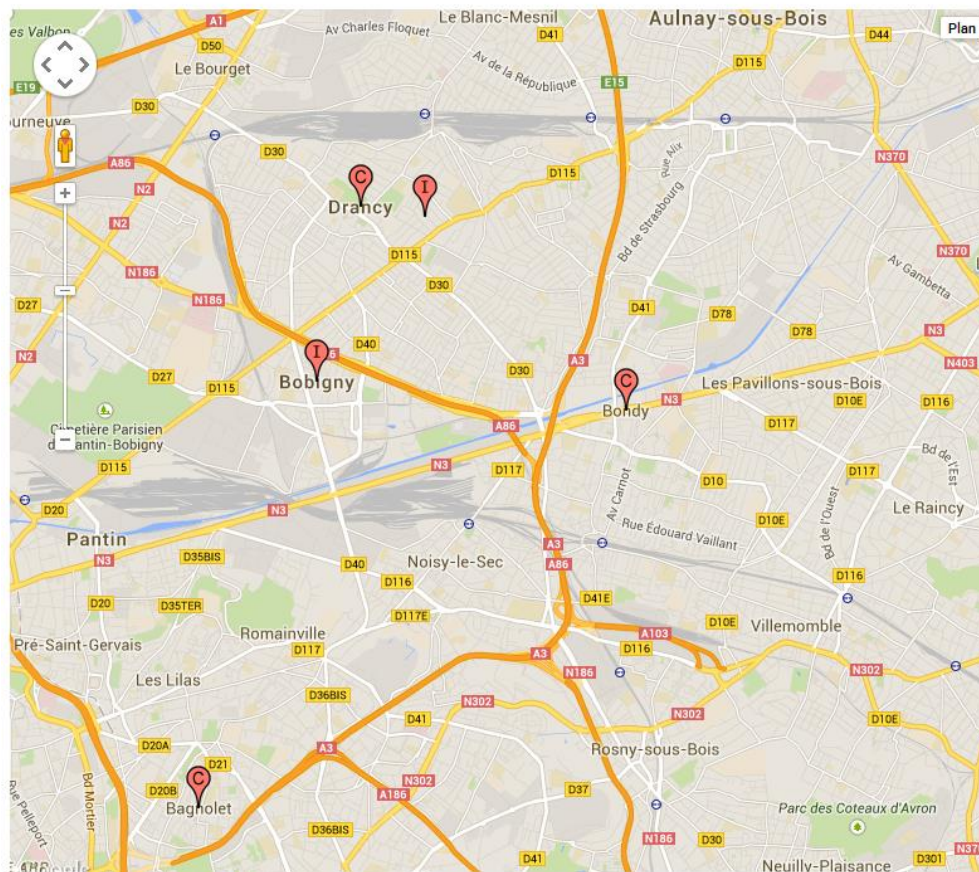 Le Blanc-Mesnil
Aulnay-sous-Bois
A1
Av Charles Floquet
D41
Plan
D50
D44
Le Bourget
Av de la République
D115
E19
E15
D30
D30
Rue Alix
N370
A86
C
I
D115
N2
Drancy
Bd de Strasbourg
N2
D115
N370
N186
D30
Av Gambetta
D27
N186
D41
D78
D40
D78
N3
I
N2
Bobigny
A3
N403
D27
D115
D30
C
Les Pavillons-sous-Bois
Bondy
N3
D10E
D116
A86
D117
N3
D115
D117
D10
D117
Bd de l'Est
D20
N3
Av Carnot
Le Raincy
Rue Édouard Vaillant
D10E
Bd de l'Ouest
Pantin
A3
N3
D35BIS
D40
Noisy-le-Sec
A86
D116
D116
D20
D35TER
D117E
D41E
D10E
Villemomble
Romainville
A103
Pré-Saint-Gervais
D117
A3
D116
N302
Les Lilas
D36BIS
N302
N186
D41
N302
D10E
D20A
A3
Rosny-sous-Bois
D21
C
D20B
N302
D37
Bd Mortier
Bagnolet
A186
Parc des Coteaux d'Avron
Rue Pelleport
D36BIS
N186
D30
D41
Neuilly-Plaisance
D301